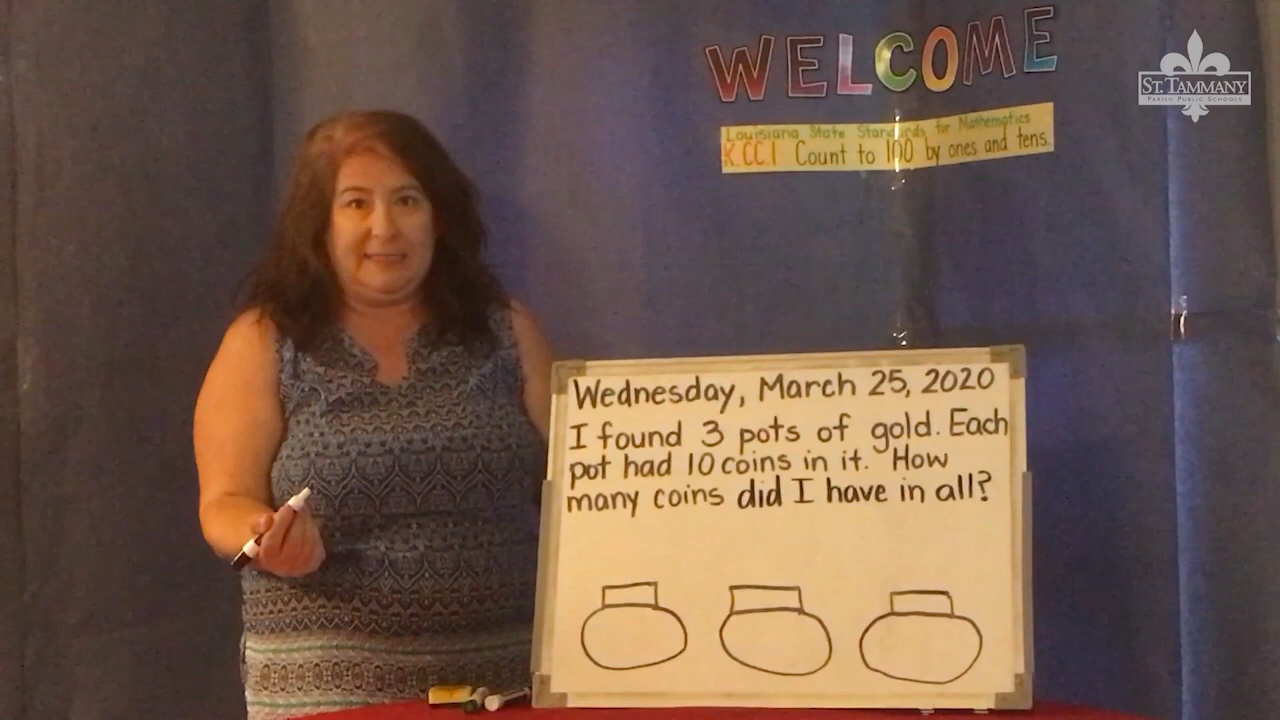 WELCOME
ST. TAMMANY
PARISH PUBLIC SCHOOLS
Louisiana State Standards for Mathematics
K.CC.1 Count to 100 by ones and tens.
Wednesday, March 25, 2020
I found 3 pots of gold. Each
pot had 10 coins in it. How
many coins did I have in all?